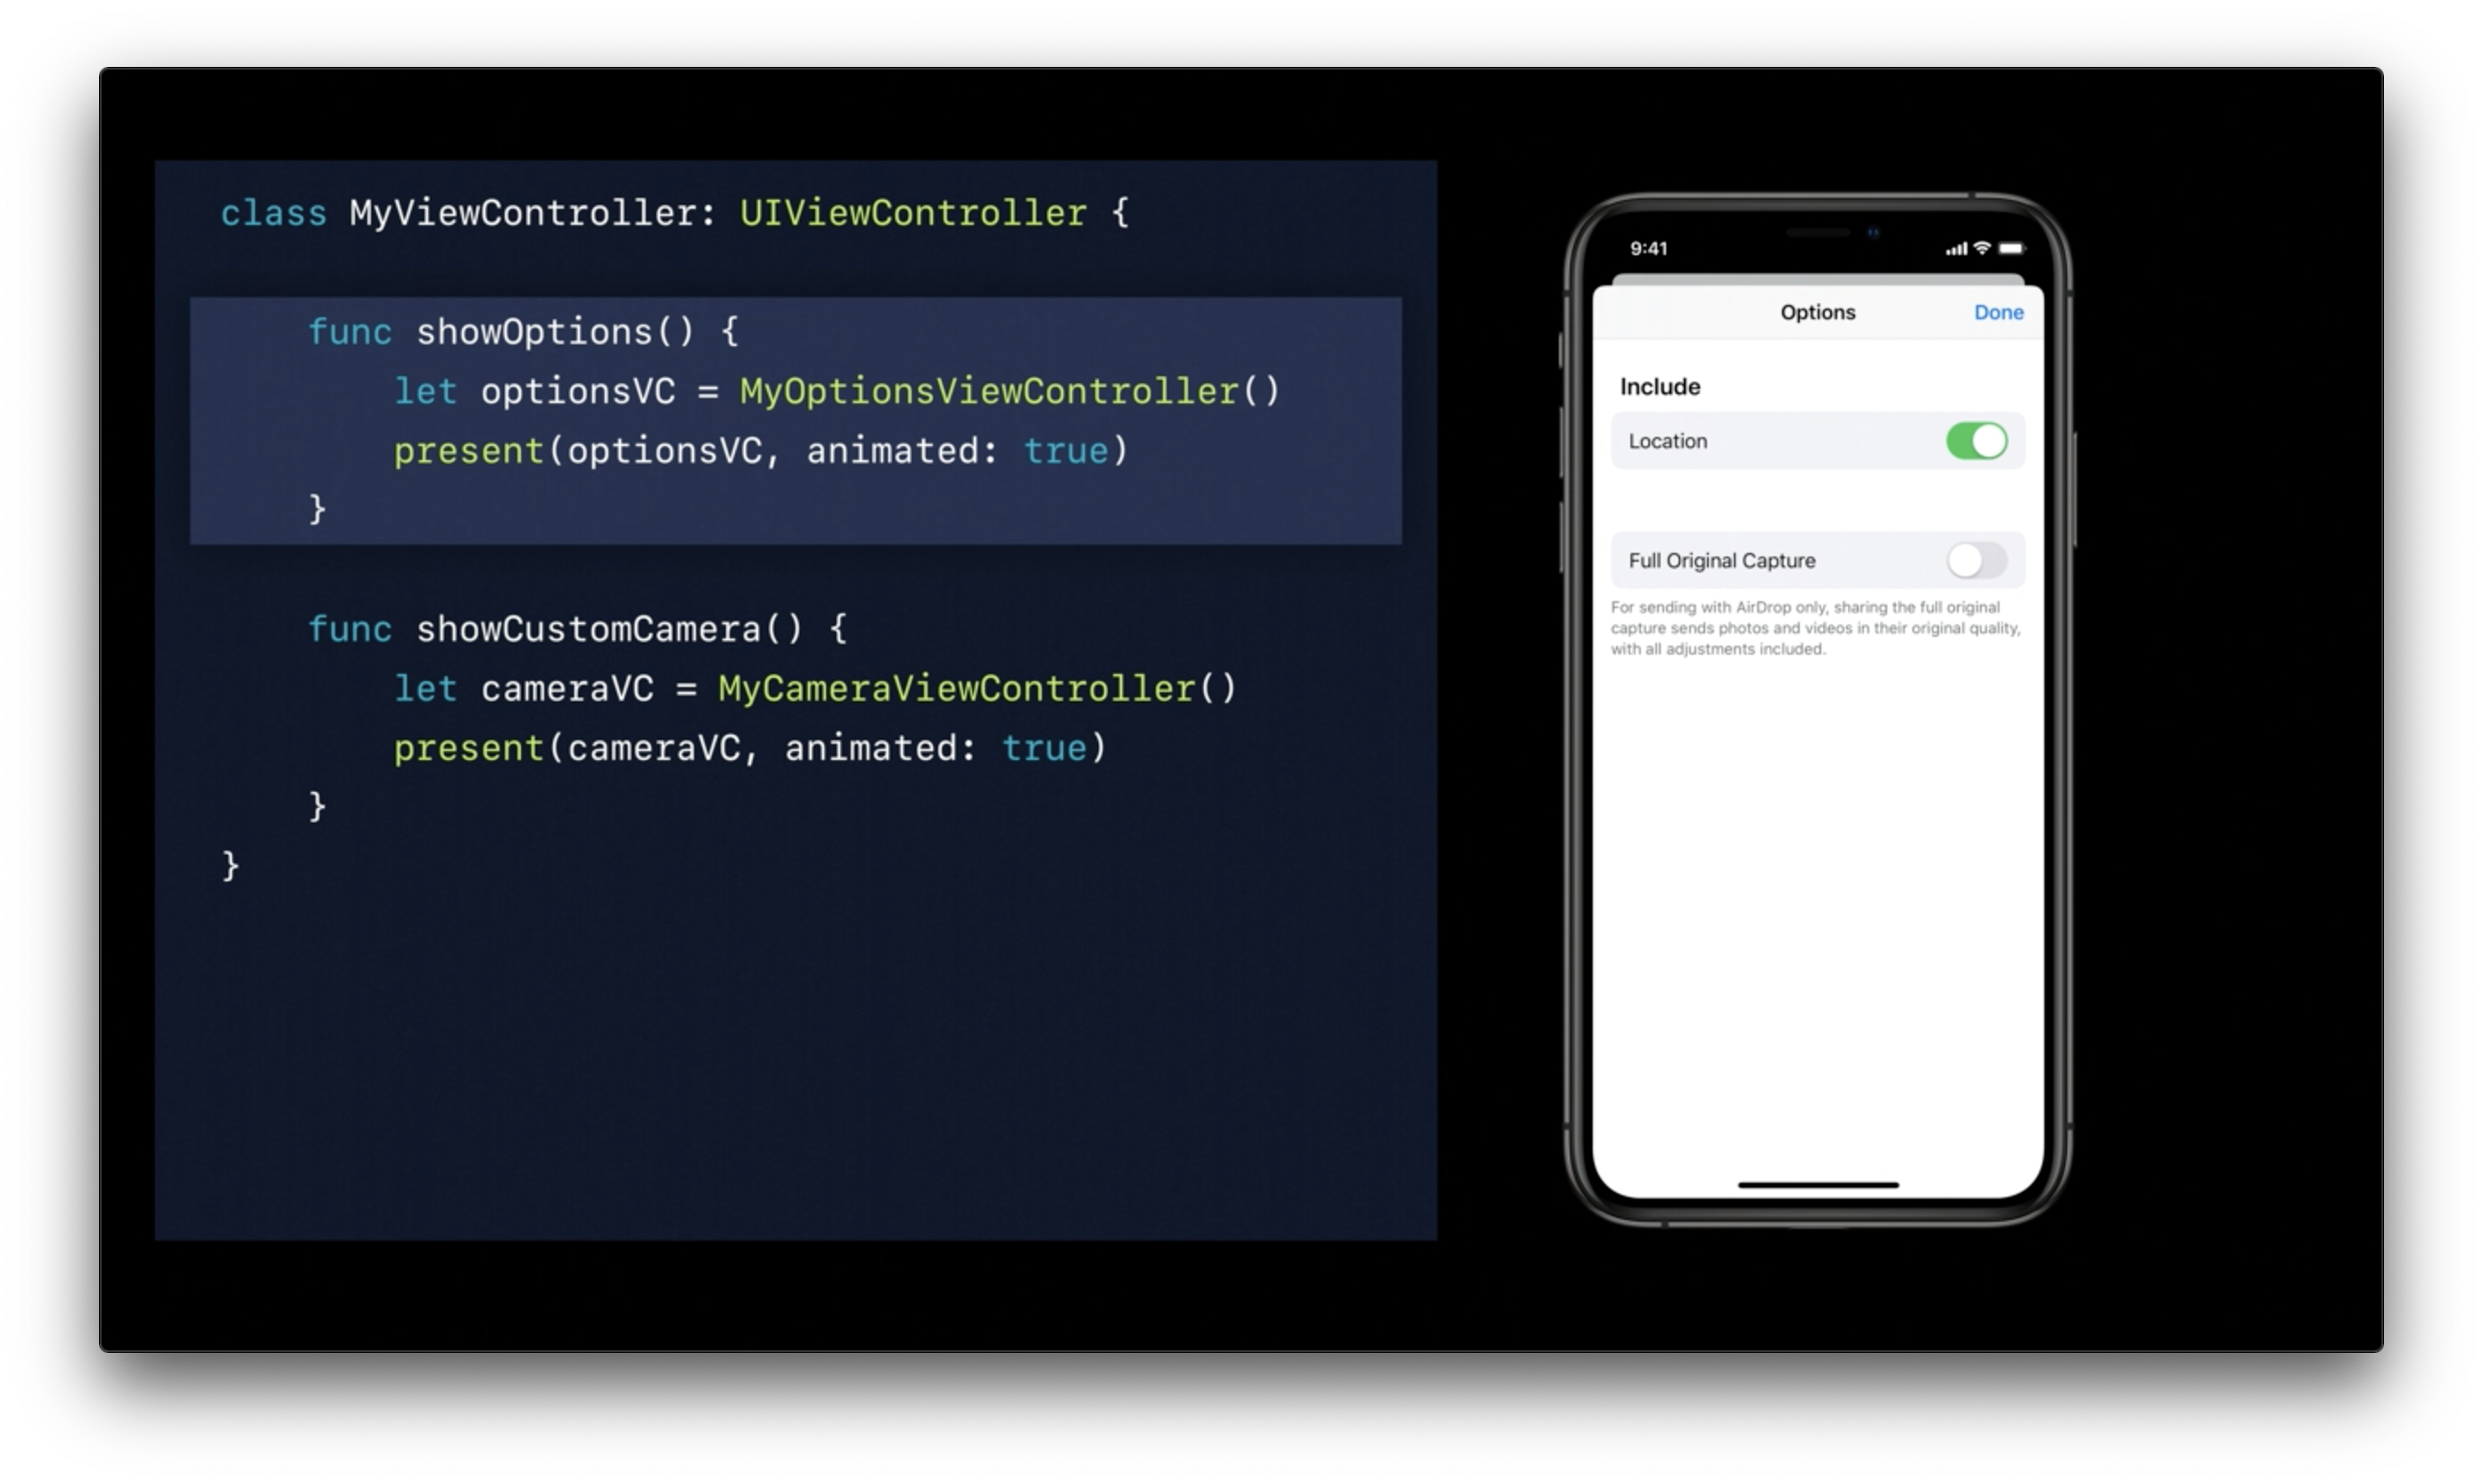 class MyViewController: UIViewController {
func showOptions() {
let optionsVC = MyOptionsViewController()
present(optionsVC, animated: true)
}
func showCustomCamera() {
let cameraVC = MyCameraViewController()
present(cameraVC, animated: true)
}
}
9:41
Options
Done
Include
Location
Full Original Capture
For sending with AirDrop only, sharing the full original
capture sends photos and videos in their original quality,
with all adjustments included.